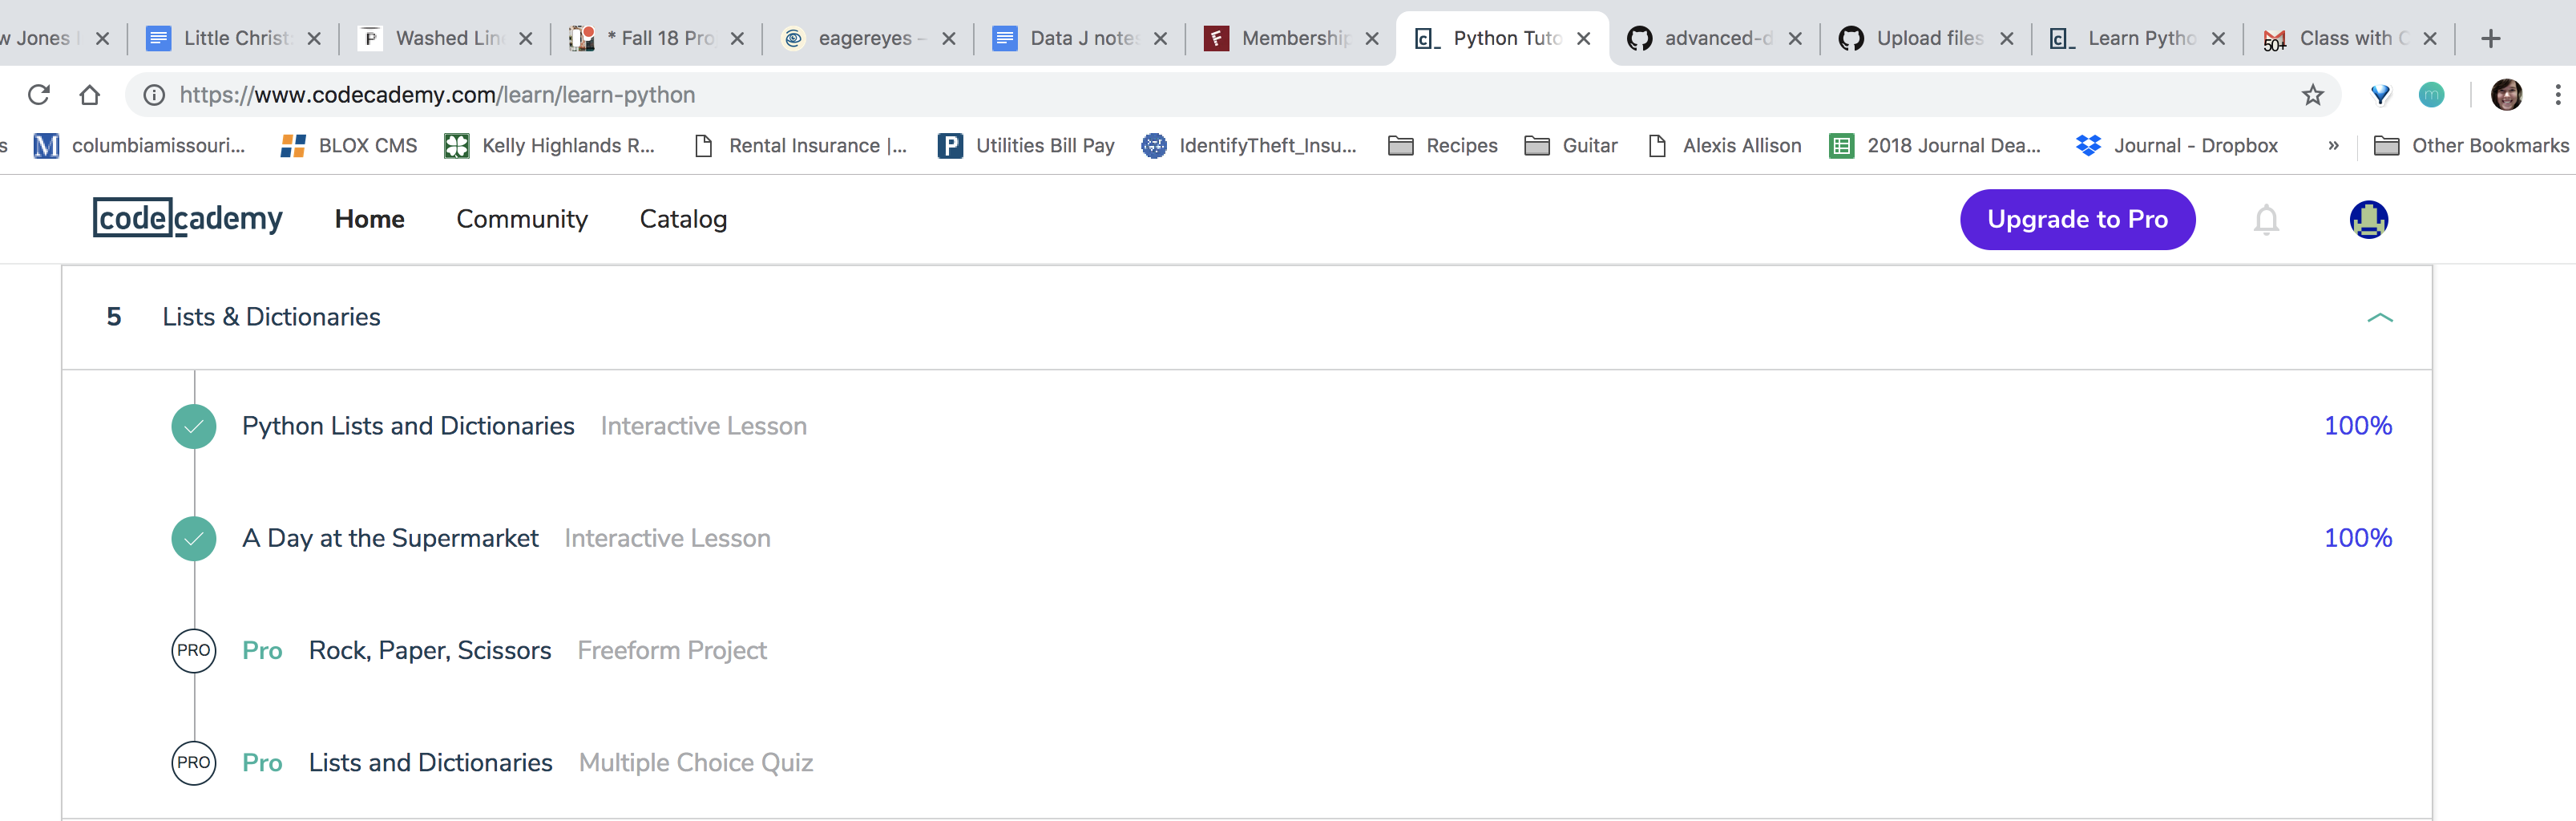 w Jones Little Christ Washed Lin * Fall 18 Pro eagereyes – Data J notes Membership Python Tuto advanced-d Upload files Learn Pytho 50+ Class with
https://www.codecademy.com/learn/learn-python
s columbiamissouri... BLOX CMS Kelly Highlands R... Rental Insurance |... Utilities Bill Pay IdentifyTheft_Insu... Recipes Guitar Alexis Allison 2018 Journal Dea... Journal - Dropbox » Other Bookmarks
codecademy Home Community Catalog Upgrade to Pro
5 Lists & Dictionaries
Python Lists and Dictionaries Interactive Lesson 100%
A Day at the Supermarket Interactive Lesson 100%
PRO Pro Rock, Paper, Scissors Freeform Project
PRO Pro Lists and Dictionaries Multiple Choice Quiz